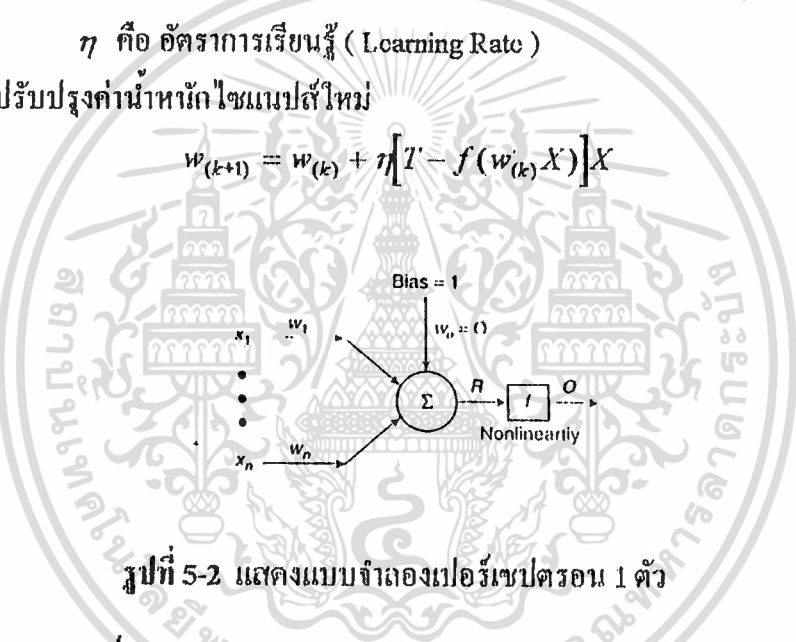 η คือ อัตราการเรียนรู้ ( Learning Rate )
ปรับปรุงค่าน้ำหนักไซแนปส์ใหม่
w(k+1) = w(k) + η[T − f(w(k)X)]X
Bias = 1
x1 w1 w0 = 0
Σ R f O
Nonlineartiy
xn wn
รูปที่ 5-2 แสดงแบบจำลองเปอร์เซปตรอน 1 ตัว